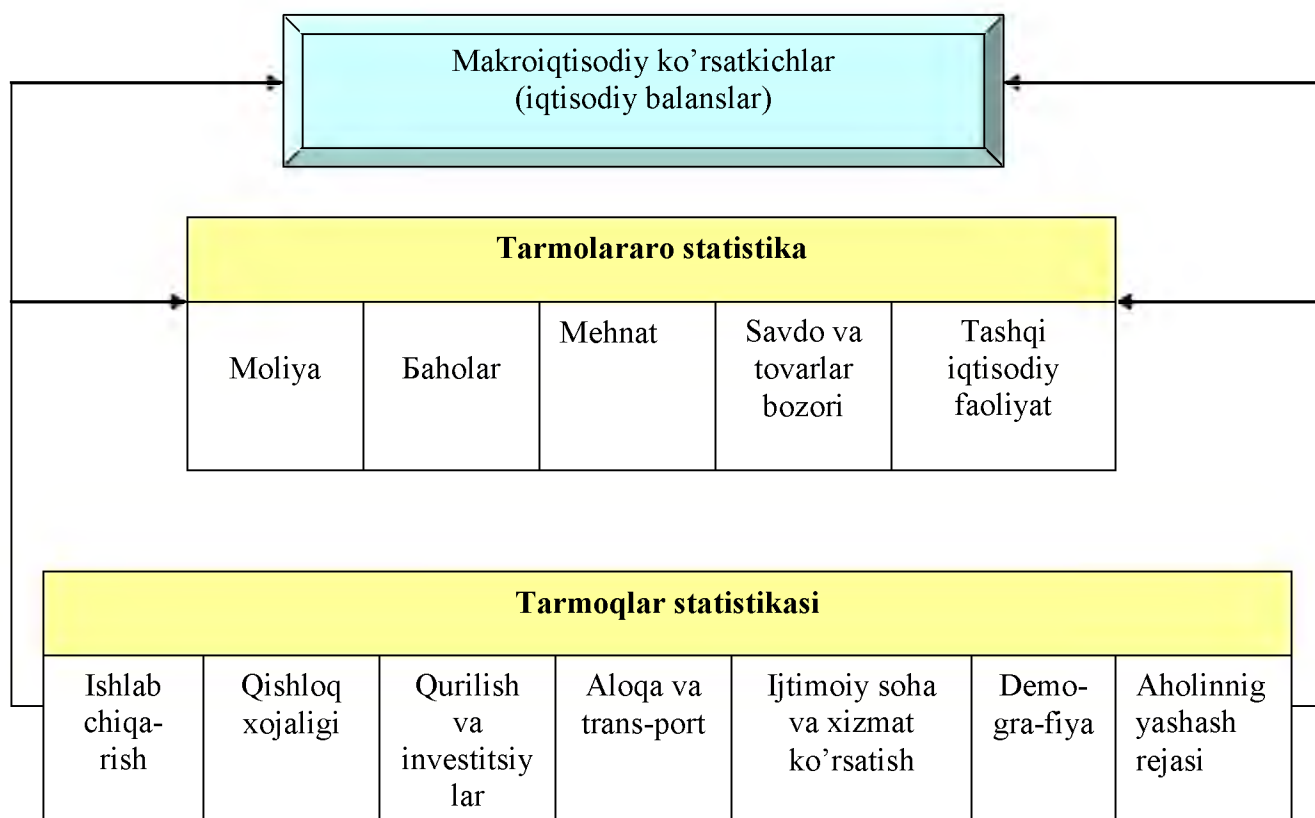 Makroiqtisodiy ko’rsatkichlar
(iqtisodiy balanslar)
Tarmolararo statistika
Moliya
Бaholar
Mehnat
Savdo va
tovarlar
bozori
Tashqi
iqtisodiy
faoliyat
Tarmoqlar statistikasi
Ishlab
chiqa-
rish
Qishloq
xojaligi
Qurilish
va
investitsiy
lar
Aloqa va
trans-port
Ijtimoiy soha
va xizmat
ko’rsatish
Demo-
gra-fiya
Aholinnig
yashash
rejasi